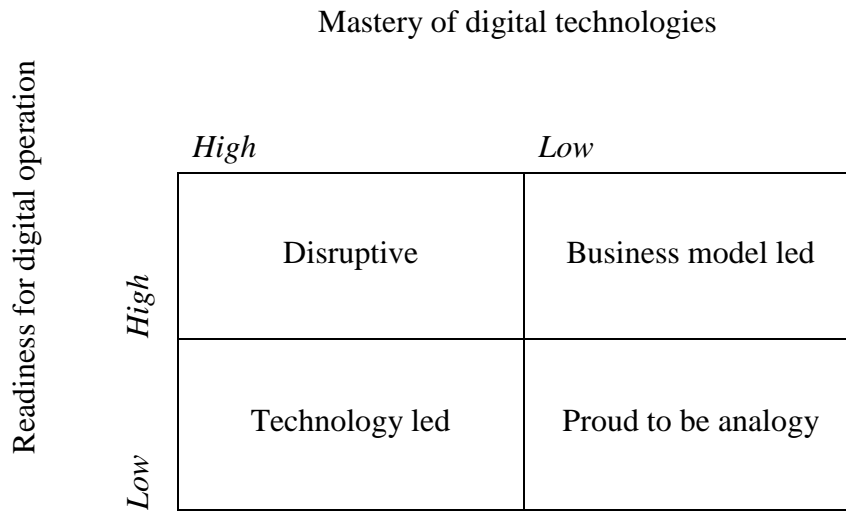 Mastery of digital technologies
Readiness for digital operation
High Low
High
Disruptive Business model led
Low
Technology led Proud to be analogy